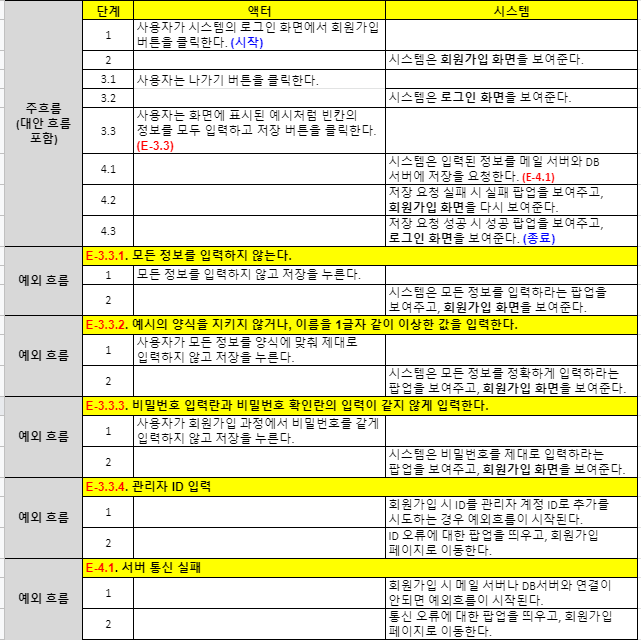 단계 액터 시스템
주흐름
(대안 흐름
포함)
1 사용자가 시스템의 로그인 화면에서 회원가입
버튼을 클릭한다. (시작)
2 시스템은 회원가입 화면을 보여준다.
3.1 사용자는 나가기 버튼을 클릭한다.
3.2 시스템은 로그인 화면을 보여준다.
3.3 사용자는 화면에 표시된 예시처럼 빈칸의
정보를 모두 입력하고 저장 버튼을 클릭한다.
(E-3.3)
4.1 시스템은 입력된 정보를 메일 서버와 DB
서버에 저장을 요청한다. (E-4.1)
4.2 저장 요청 실패 시 실패 팝업을 보여주고,
회원가입 화면을 다시 보여준다.
4.3 저장 요청 성공 시 성공 팝업을 보여주고,
로그인 화면을 보여준다. (종료)
예외 흐름
E-3.3.1. 모든 정보를 입력하지 않는다.
1 모든 정보를 입력하지 않고 저장을 누른다.
2 시스템은 모든 정보를 입력하라는 팝업을
보여주고, 회원가입 화면을 보여준다.
예외 흐름
E-3.3.2. 예시의 양식을 지키지 않거나, 이름을 1글자 같이 이상한 값을 입력한다.
1 사용자가 모든 정보를 양식에 맞춰 제대로
입력하지 않고 저장을 누른다.
2 시스템은 모든 정보를 정확하게 입력하라는
팝업을 보여주고, 회원가입 화면을 보여준다.
예외 흐름
E-3.3.3. 비밀번호 입력란과 비밀번호 확인란의 입력이 같지 않게 입력한다.
1 사용자가 회원가입 과정에서 비밀번호를 같게
입력하지 않고 저장을 누른다.
2 시스템은 비밀번호를 제대로 입력하라는
팝업을 보여주고, 회원가입 화면을 보여준다.
예외 흐름
E-3.3.4. 관리자 ID 입력
1 회원가입 시 ID를 관리자 계정 ID로 추가를
시도하는 경우 예외흐름이 시작된다.
2 ID 오류에 대한 팝업을 띄우고, 회원가입
페이지로 이동한다.
예외 흐름
E-4.1. 서버 통신 실패
1 회원가입 시 메일 서버나 DB서버와 연결이
안되면 예외흐름이 시작된다.
2 통신 오류에 대한 팝업을 띄우고, 회원가입
페이지로 이동한다.